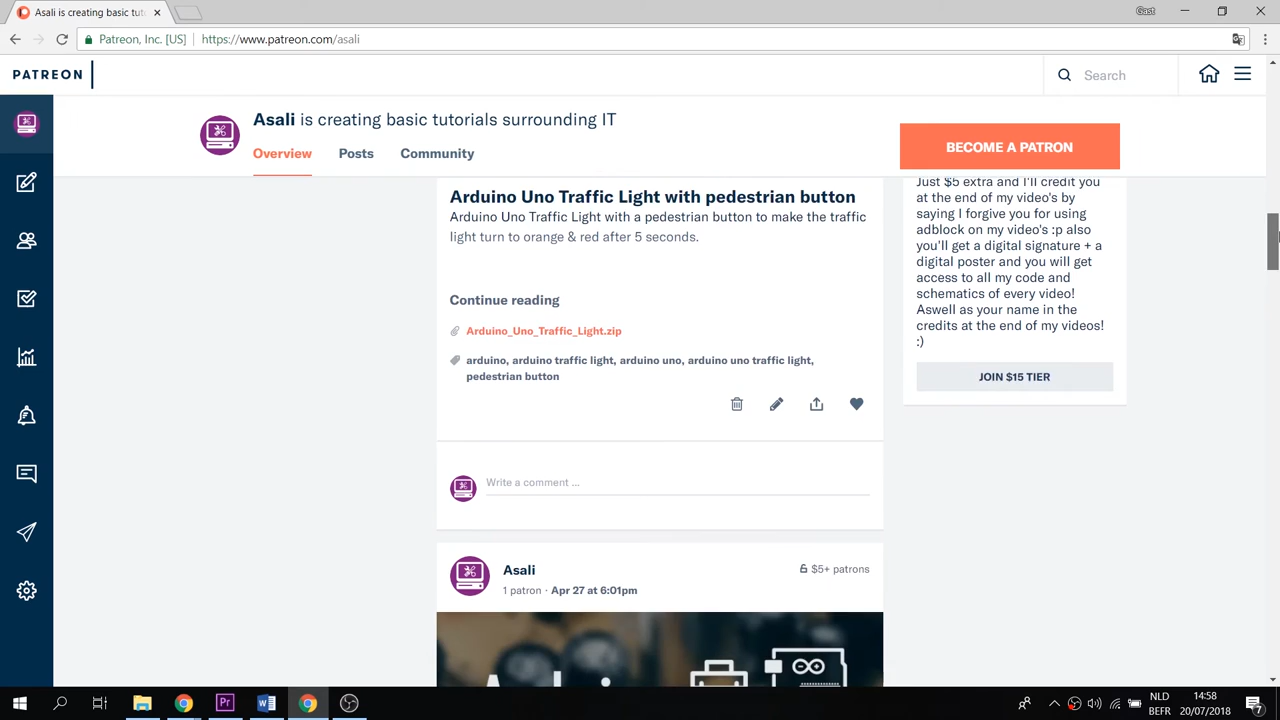 Asali is creating basic tut
Gast
Patreon, Inc. [US]
https://www.patreon.com/asali
PATREON
Search
Asali is creating basic tutorials surrounding IT
Overview
Posts
Community
BECOME A PATRON
Arduino Uno Traffic Light with pedestrian button
Arduino Uno Traffic Light with a pedestrian button to make the traffic
light turn to orange & red after 5 seconds.
Continue reading
Arduino_Uno_Traffic_Light.zip
arduino, arduino traffic light, arduino uno, arduino uno traffic light,
pedestrian button
Write a comment ...
Asali
1 patron · Apr 27 at 6:01pm
$5+ patrons
Just $5 extra and I'll credit you
at the end of my video's by
saying I forgive you for using
adblock on my video's :p also
you'll get a digital signature + a
digital poster and you will get
access to all my code and
schematics of every video!
Aswell as your name in the
credits at the end of my videos!
:)
JOIN $15 TIER
Pr
NLD
BEFR
14:58
20/07/2018
7